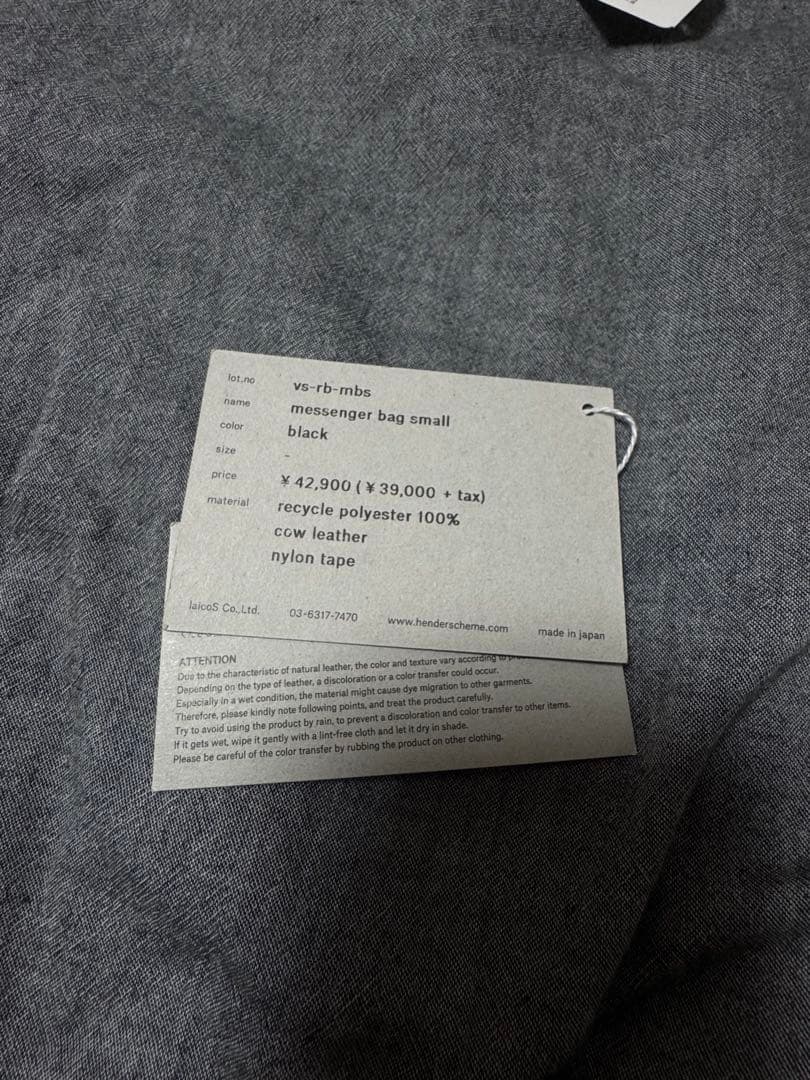 lot.no vs-rb-mbs
name messenger bag small
color black
size -
price ¥ 42,900 ( ¥ 39,000 + tax)
material recycle polyester 100%
cow leather
nylon tape
laicoS Co.,Ltd. 03-6317-7470 www.henderscheme.com made in japan
ATTENTION
Due to the characteristic of natural leather, the color and texture vary according to
Depending on the type of leather, a discoloration or a color transfer could occur.
Especially in a wet condition, the material might cause dye migration to other garments.
Therefore, please kindly note following points, and treat the product carefully.
Try to avoid using the product by rain, to prevent a discoloration and color transfer to other items.
If it gets wet, wipe it gently with a lint-free cloth and let it dry in shade.
Please be careful of the color transfer by rubbing the product on other clothing.